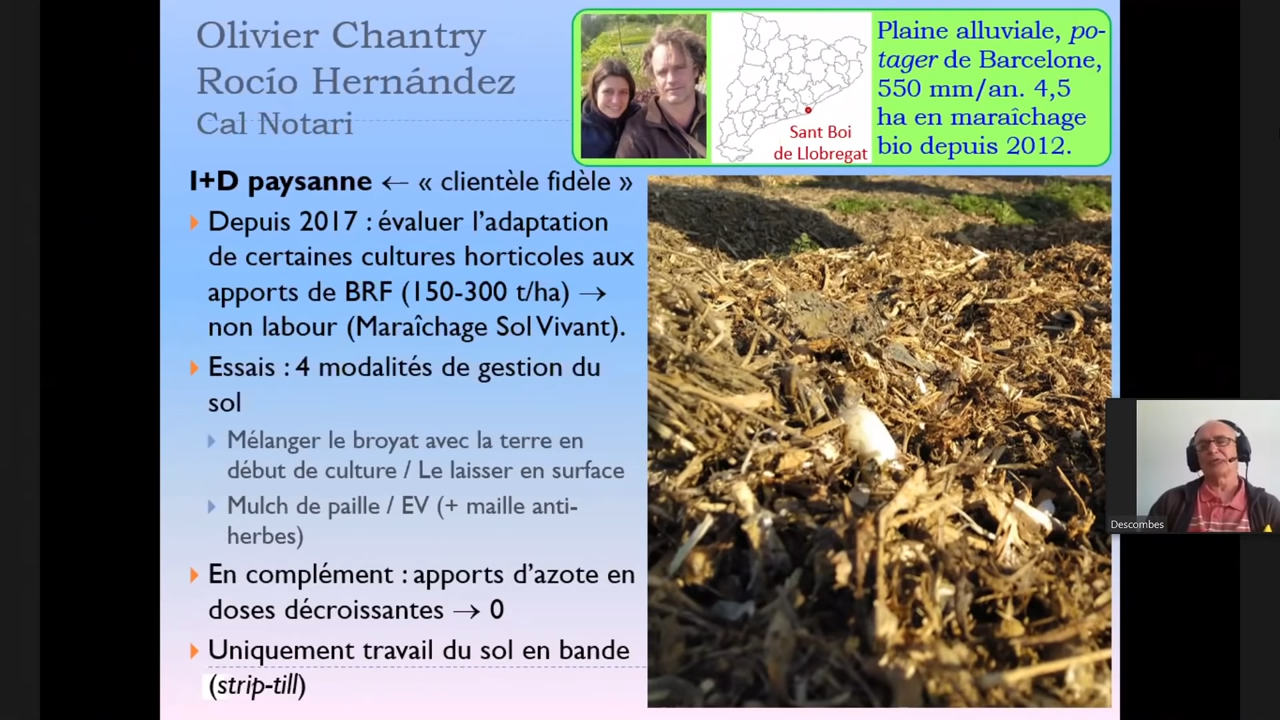 Olivier Chantry
Rocío Hernández
Cal Notari
Sant Boi
de Llobregat
Plaine alluviale, po-
tager de Barcelone,
550 mm/an. 4,5
ha en maraîchage
bio depuis 2012.
I+D paysanne ← « clientèle fidèle »
Depuis 2017 : évaluer l’adaptation
de certaines cultures horticoles aux
apports de BRF (150-300 t/ha) →
non labour (Maraîchage Sol Vivant).
Essais : 4 modalités de gestion du
sol
Mélanger le broyat avec la terre en
début de culture / Le laisser en surface
Mulch de paille / EV (+ maille anti-
herbes)
En complément : apports d’azote en
doses décroissantes → 0
Uniquement travail du sol en bande
(strip-till)
Descombes